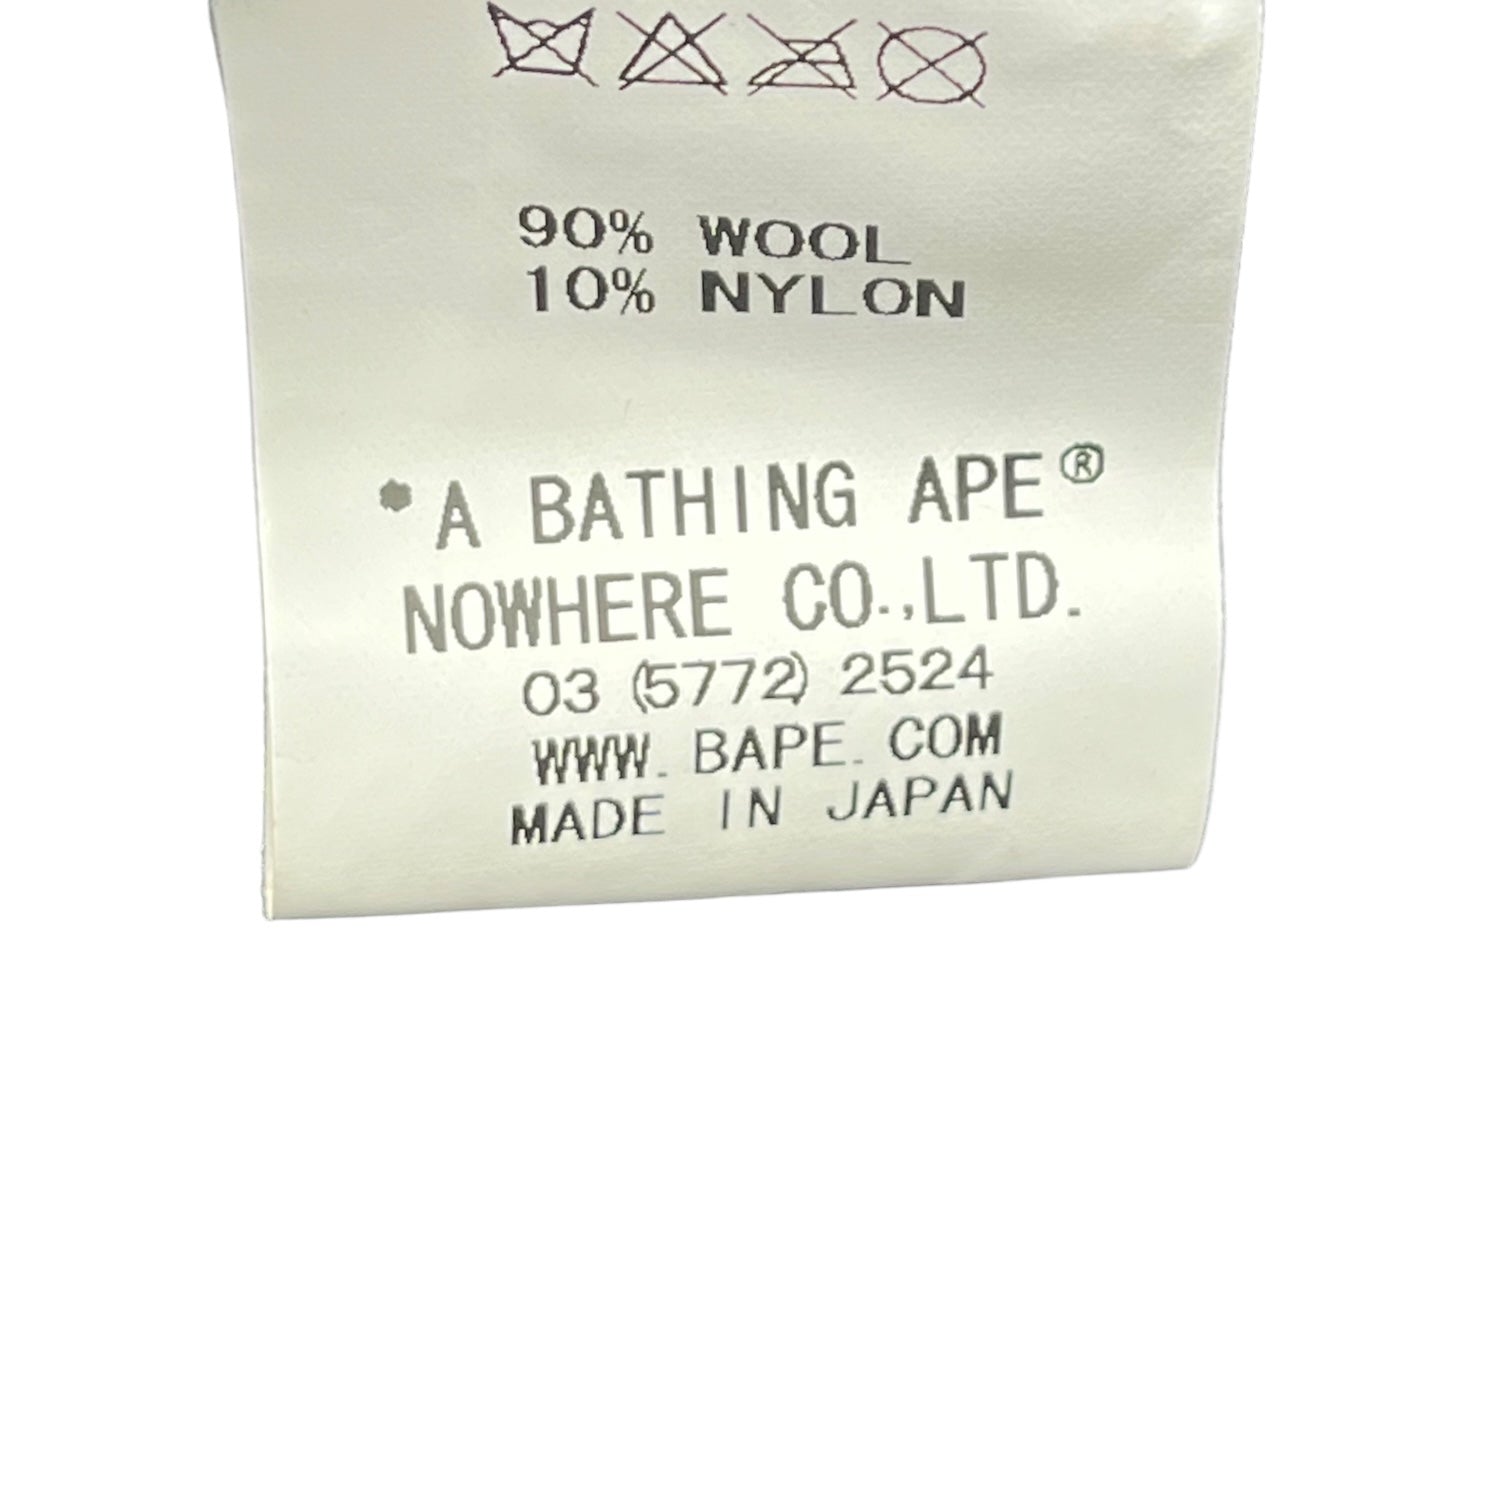 90% WOOL
10% NYLON
*A BATHING APE®
NOWHERE CO.,LTD.
03 (5772) 2524
WWW. BAPE. COM
MADE IN JAPAN